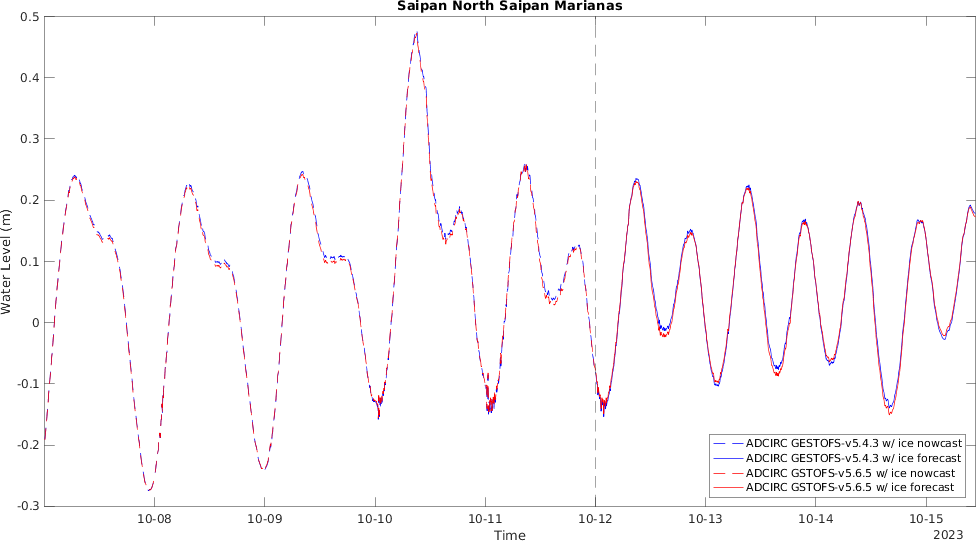 Saipan North Saipan Marianas
0.5
0.4
0.3
0.2
0.1
0
-0.1
-0.2
-0.3
Water Level (m)
ADCIRC GESTOFS-v5.4.3 w/ ice nowcast
ADCIRC GESTOFS-v5.4.3 w/ ice forecast
ADCIRC GSTOFS-v5.6.5 w/ ice nowcast
ADCIRC GSTOFS-v5.6.5 w/ ice forecast
10-08 10-09 10-10 10-11 10-12 10-13 10-14 10-15
Time
2023